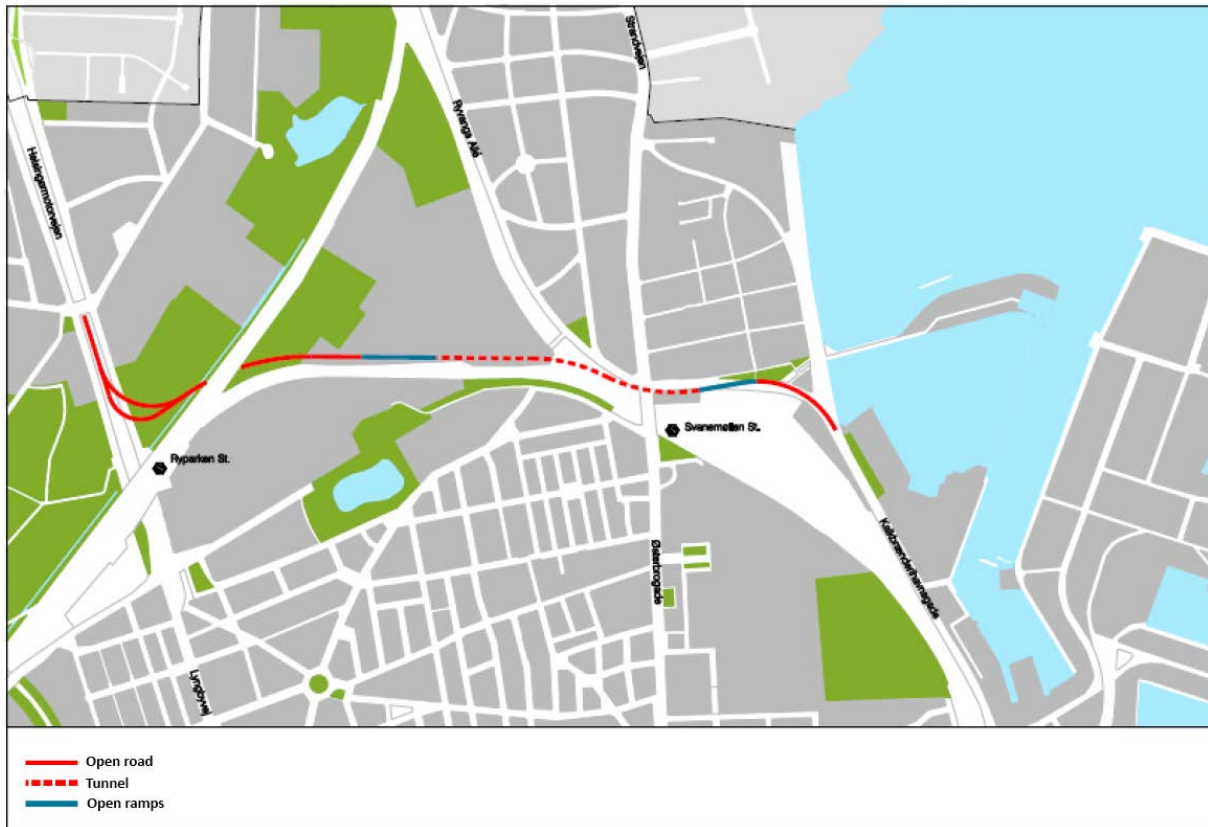 Strandvejen
Ryvangs Allé
Helsingørmotorvejen
Svanemøllen St.
Ryparken St.
Østerbrogade
Kalkbrænderihavnsgade
Lyngbyvej
Open road
Tunnel
Open ramps